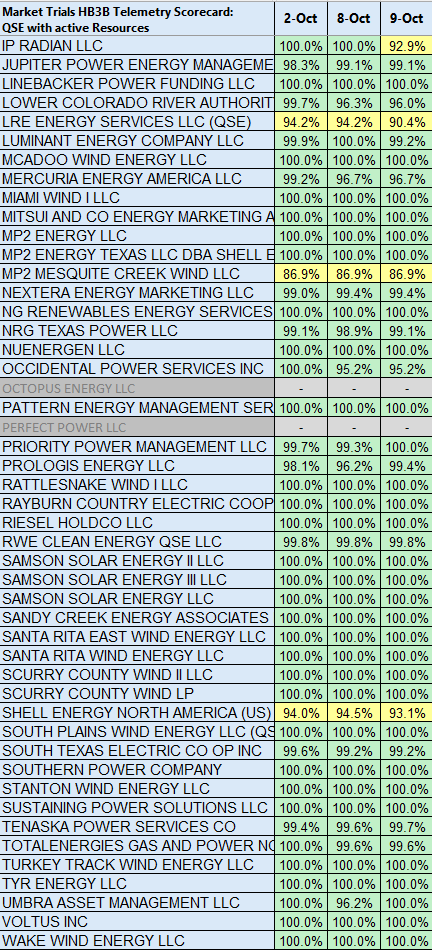 Market Trials HB3B Telemetry Scorecard:
QSE with active Resources 2-Oct 8-Oct 9-Oct
IP RADIAN LLC 100.0% 100.0% 92.9%
JUPITER POWER ENERGY MANAGEME 98.3% 99.1% 99.1%
LINEBACKER POWER FUNDING LLC 100.0% 100.0% 100.0%
LOWER COLORADO RIVER AUTHORIT 99.7% 96.3% 96.0%
LRE ENERGY SERVICES LLC (QSE) 94.2% 94.2% 90.4%
LUMINANT ENERGY COMPANY LLC 99.9% 100.0% 99.2%
MCADOO WIND ENERGY LLC 100.0% 100.0% 100.0%
MERCURIA ENERGY AMERICA LLC 99.2% 96.7% 96.7%
MIAMI WIND I LLC 100.0% 100.0% 100.0%
MITSUI AND CO ENERGY MARKETING A 100.0% 100.0% 100.0%
MP2 ENERGY LLC 100.0% 100.0% 100.0%
MP2 ENERGY TEXAS LLC DBA SHELL E 100.0% 100.0% 100.0%
MP2 MESQUITE CREEK WIND LLC 86.9% 86.9% 86.9%
NEXTERA ENERGY MARKETING LLC 99.0% 99.4% 99.4%
NG RENEWABLES ENERGY SERVICES 100.0% 100.0% 100.0%
NRG TEXAS POWER LLC 99.1% 98.9% 99.1%
NUENERGEN LLC 100.0% 100.0% 100.0%
OCCIDENTAL POWER SERVICES INC 100.0% 95.2% 95.2%
OCTOPUS ENERGY LLC - - -
PATTERN ENERGY MANAGEMENT SER 100.0% 100.0% 100.0%
PERFECT POWER LLC - - -
PRIORITY POWER MANAGEMENT LLC 99.7% 99.3% 100.0%
PROLOGIS ENERGY LLC 98.1% 96.2% 99.4%
RATTLESNAKE WIND I LLC 100.0% 100.0% 100.0%
RAYBURN COUNTRY ELECTRIC COOP 100.0% 100.0% 100.0%
RIESEL HOLDCO LLC 100.0% 100.0% 100.0%
RWE CLEAN ENERGY QSE LLC 99.8% 99.8% 99.8%
SAMSON SOLAR ENERGY II LLC 100.0% 100.0% 100.0%
SAMSON SOLAR ENERGY III LLC 100.0% 100.0% 100.0%
SAMSON SOLAR ENERGY LLC 100.0% 100.0% 100.0%
SANDY CREEK ENERGY ASSOCIATES 100.0% 100.0% 100.0%
SANTA RITA EAST WIND ENERGY LLC 100.0% 100.0% 100.0%
SANTA RITA WIND ENERGY LLC 100.0% 100.0% 100.0%
SCURRY COUNTY WIND II LLC 100.0% 100.0% 100.0%
SCURRY COUNTY WIND LP 100.0% 100.0% 100.0%
SHELL ENERGY NORTH AMERICA (US) 94.0% 94.5% 93.1%
SOUTH PLAINS WIND ENERGY LLC (QS 100.0% 100.0% 100.0%
SOUTH TEXAS ELECTRIC CO OP INC 99.6% 99.2% 99.2%
SOUTHERN POWER COMPANY 100.0% 100.0% 100.0%
STANTON WIND ENERGY LLC 100.0% 100.0% 100.0%
SUSTAINING POWER SOLUTIONS LLC 100.0% 100.0% 100.0%
TENASKA POWER SERVICES CO 99.4% 99.6% 99.7%
TOTALENERGIES GAS AND POWER NO 100.0% 99.6% 99.6%
TURKEY TRACK WIND ENERGY LLC 100.0% 100.0% 100.0%
TYR ENERGY LLC 100.0% 100.0% 100.0%
UMBRA ASSET MANAGEMENT LLC 100.0% 96.2% 100.0%
VOLTUS INC 100.0% 100.0% 100.0%
WAKE WIND ENERGY LLC 100.0% 100.0% 100.0%